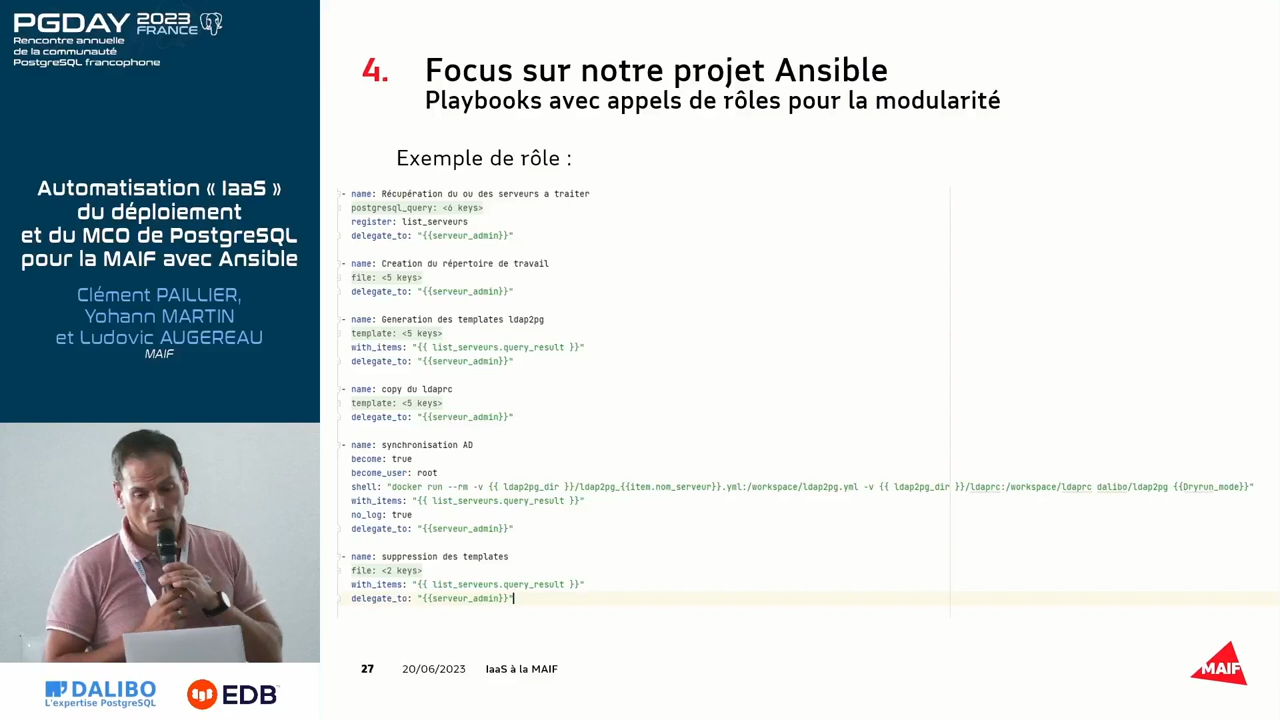 PGDAY 2023 FRANCE
Rencontre annuelle
de la communauté
PostgreSQL francophone
Automatisation « IaaS »
du déploiement
et du MCO de PostgreSQL
pour la MAIF avec Ansible
Clément PAILLIER,
Yohann MARTIN
et Ludovic AUGEREAU
MAIF
DALIBO
L'expertise PostgreSQL
EDB
4. Focus sur notre projet Ansible
Playbooks avec appels de rôles pour la modularité
Exemple de rôle :
- name: Récupération du ou des serveurs a traiter
postgresql_query: <6 keys>
register: list_serveurs
delegate_to: "{{serveur_admin}}"
- name: Creation du répertoire de travail
file: <5 keys>
delegate_to: "{{serveur_admin}}"
- name: Generation des templates ldap2pg
template: <5 keys>
with_items: "{{ list_serveurs.query_result }}"
delegate_to: "{{serveur_admin}}"
- name: copy du ldaprc
template: <5 keys>
delegate_to: "{{serveur_admin}}"
- name: synchronisation AD
become: true
become_user: root
shell: "docker run --rm -v {{ ldap2pg_dir }}/ldap2pg_{{item.nom_serveur}}.yml:/workspace/ldap2pg.yml -v {{ ldap2pg_dir }}/ldaprc:/workspace/ldaprc dalibo/ldap2pg {{Dryrun_mode}}"
with_items: "{{ list_serveurs.query_result }}"
no_log: true
delegate_to: "{{serveur_admin}}"
- name: suppression des templates
file: <2 keys>
with_items: "{{ list_serveurs.query_result }}"
delegate_to: "{{serveur_admin}}"
27 20/06/2023 IaaS à la MAIF
MAIF